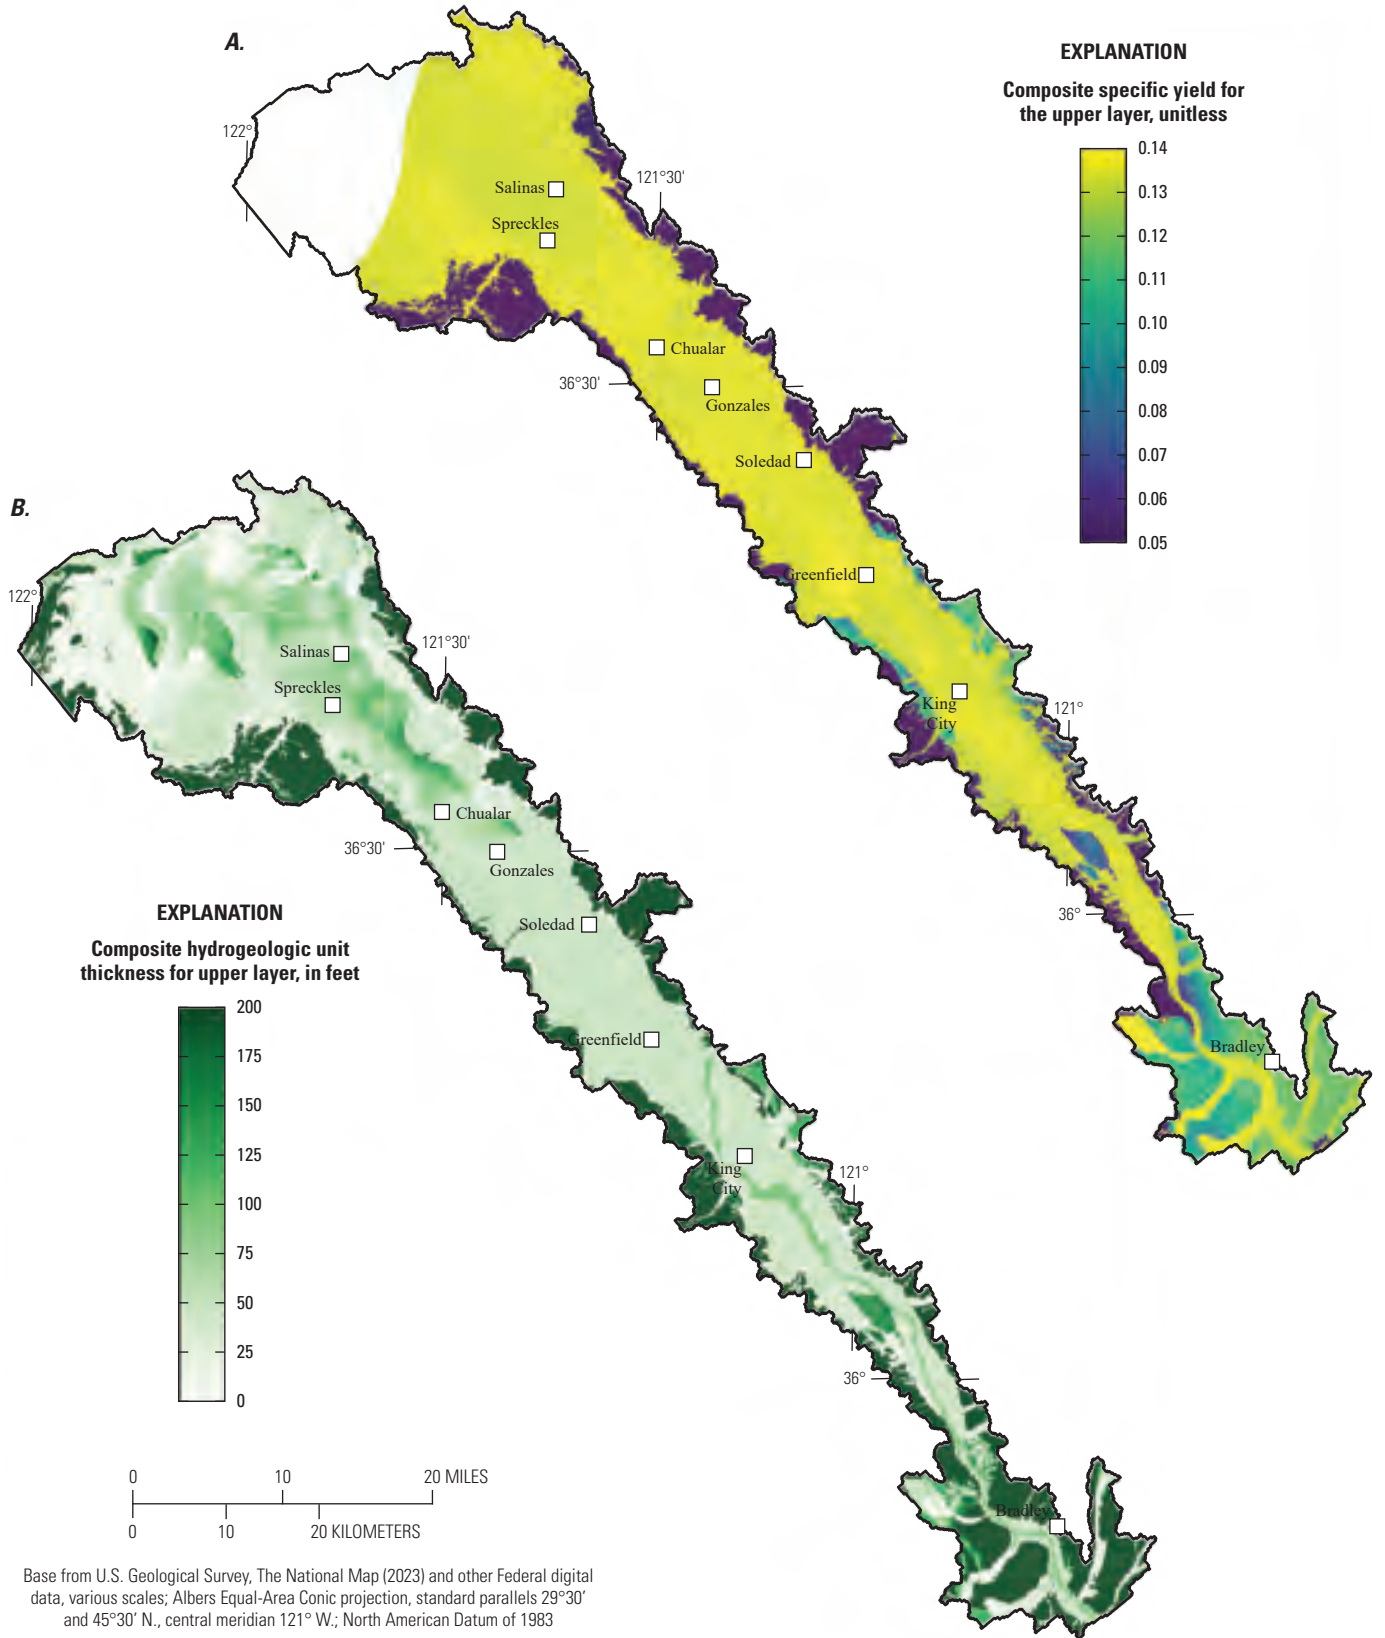 A.
EXPLANATION
Composite specific yield for
the upper layer, unitless
0.14
0.13
0.12
0.11
0.10
0.09
0.08
0.07
0.06
0.05
122°
121°30'
Salinas
Spreckles
Chualar
36°30'
Gonzales
Soledad
Greenfield
King
City
121°
36°
Bradley
B.
122°
121°30'
Salinas
Spreckles
Chualar
36°30'
Gonzales
Soledad
Greenfield
King
City
121°
36°
Bradley
EXPLANATION
Composite hydrogeologic unit
thickness for upper layer, in feet
200
175
150
125
100
75
50
25
0
0 10 20 MILES
0 10 20 KILOMETERS
Base from U.S. Geological Survey, The National Map (2023) and other Federal digital
data, various scales; Albers Equal-Area Conic projection, standard parallels 29°30′
and 45°30′ N., central meridian 121° W.; North American Datum of 1983